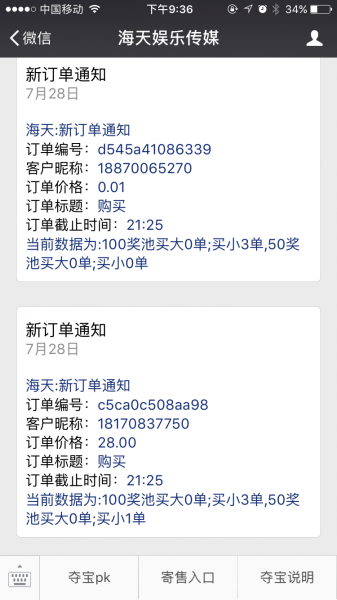 中国移动 下午9:36 34%
微信 海天娱乐传媒
新订单通知
7月28日
海天:新订单通知
订单编号：d545a41086339
客户昵称：18870065270
订单价格：0.01
订单标题：购买
订单截止时间：21:25
当前数据为:100奖池买大0单;买小3单,50奖
池买大0单;买小0单
新订单通知
7月28日
海天:新订单通知
订单编号：c5ca0c508aa98
客户昵称：18170837750
订单价格：28.00
订单标题：购买
订单截止时间：21:25
当前数据为:100奖池买大0单;买小3单,50奖
池买大0单;买小1单
夺宝pk 寄售入口 夺宝说明